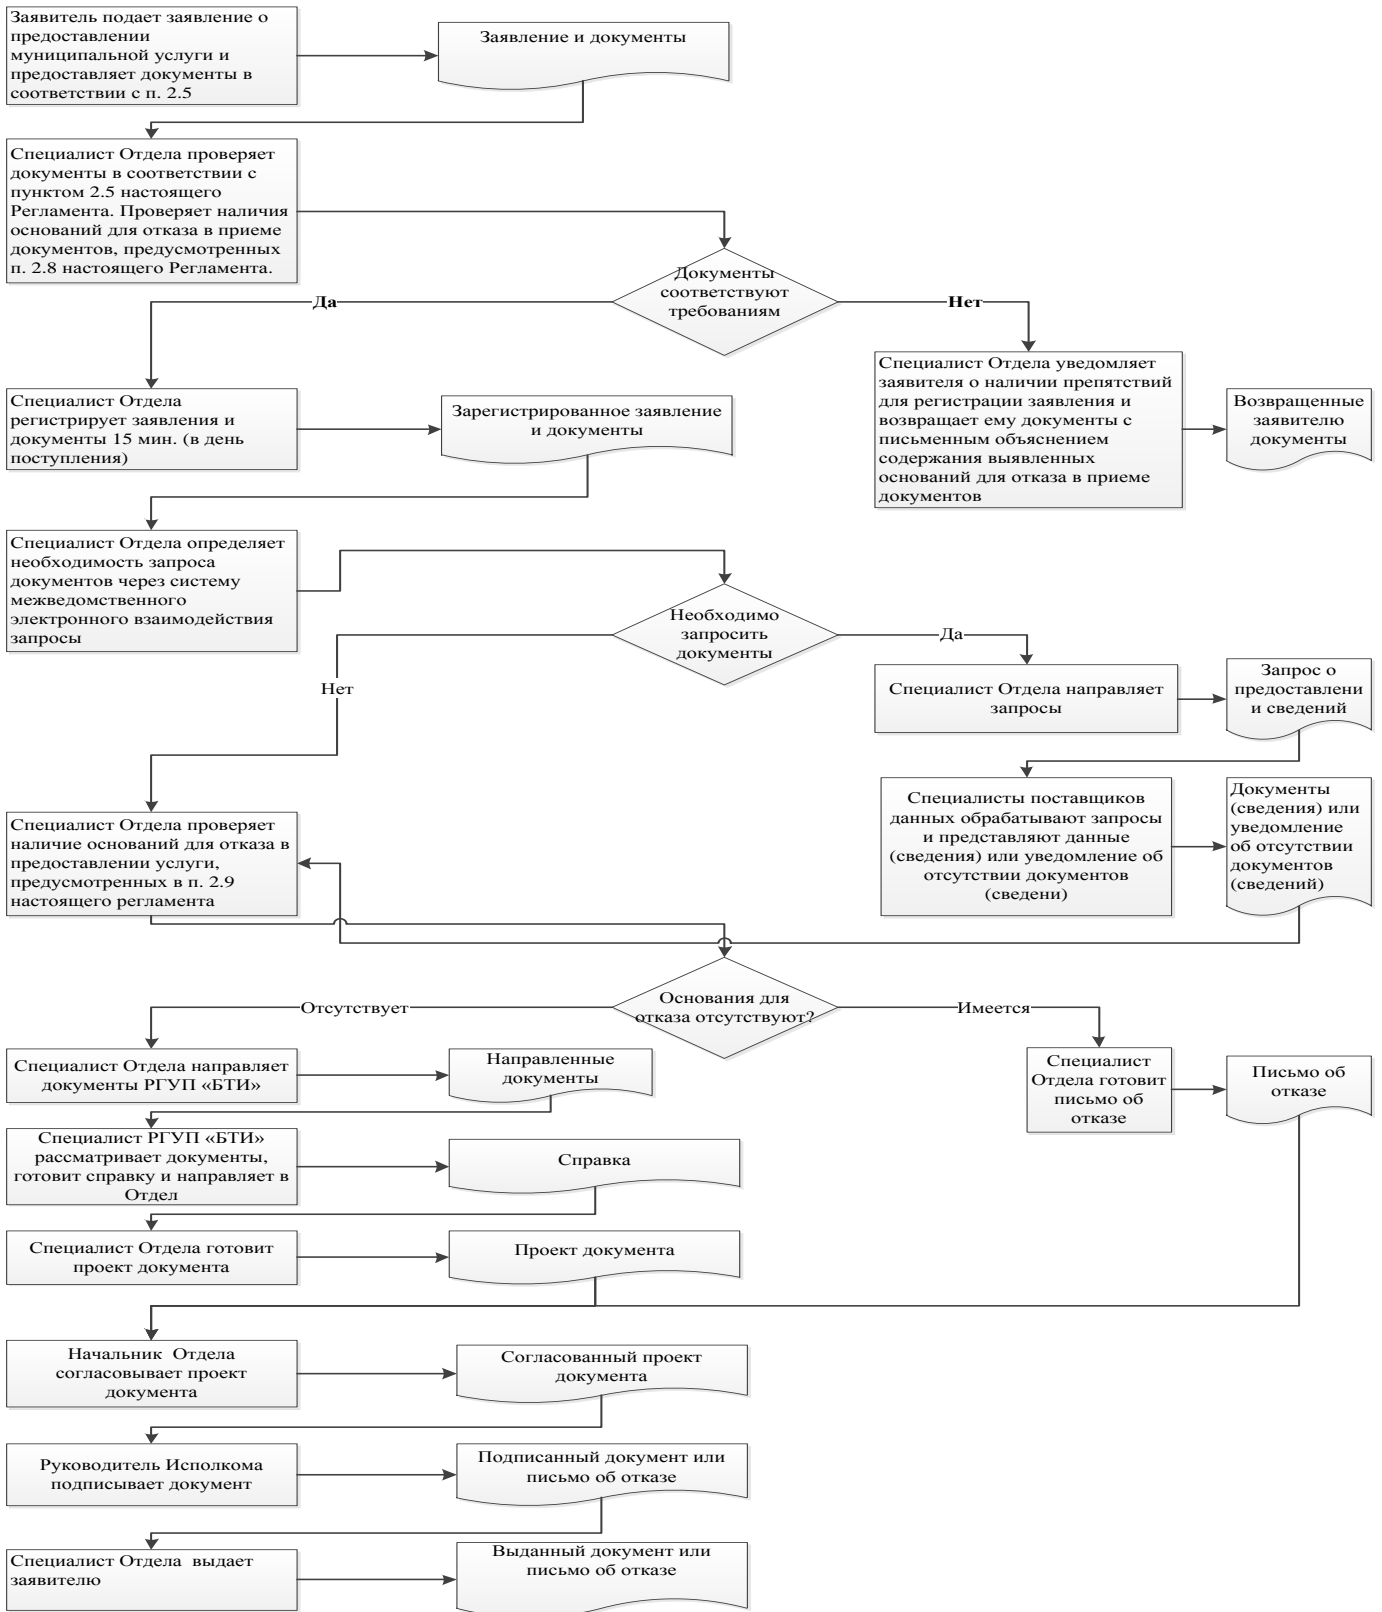 Заявитель подает заявление о
предоставлении
муниципальной услуги и
предоставляет документы в
соответствии с п. 2.5
Заявление и документы
Специалист Отдела проверяет
документы в соответствии с
пунктом 2.5 настоящего
Регламента. Проверяет наличия
оснований для отказа в приеме
документов, предусмотренных
п. 2.8 настоящего Регламента.
Документы
соответствуют
требованиям
Да
Нет
Специалист Отдела
регистрирует заявления и
документы 15 мин. (в день
поступления)
Зарегистрированное заявление
и документы
Специалист Отдела уведомляет
заявителя о наличии препятствий
для регистрации заявления и
возвращает ему документы с
письменным объяснением
содержания выявленных
оснований для отказа в приеме
документов
Возвращенные
заявителю
документы
Специалист Отдела определяет
необходимость запроса
документов через систему
межведомственного
электронного взаимодействия
запросы
Необходимо
запросить
документы
Да
Нет
Специалист Отдела направляет
запросы
Запрос о
предоставлени
и сведений
Специалисты поставщиков
данных обрабатывают запросы
и представляют данные
(сведения) или уведомление об
отсутствии документов
(сведени)
Документы
(сведения) или
уведомление
об отсутствии
документов
(сведений)
Специалист Отдела проверяет
наличие оснований для отказа в
предоставлении услуги,
предусмотренных в п. 2.9
настоящего регламента
Основания для
отказа отсутствуют?
Отсутствует
Имеется
Специалист Отдела направляет
документы РГУП «БТИ»
Направленные
документы
Специалист
Отдела готовит
письмо об
отказе
Письмо об
отказе
Специалист РГУП «БТИ»
рассматривает документы,
готовит справку и направляет в
Отдел
Справка
Специалист Отдела готовит
проект документа
Проект документа
Начальник  Отдела
согласовывает проект
документа
Согласованный проект
документа
Руководитель Исполкома
подписывает документ
Подписанный документ или
письмо об отказе
Специалист Отдела  выдает
заявителю
Выданный документ или
письмо об отказе